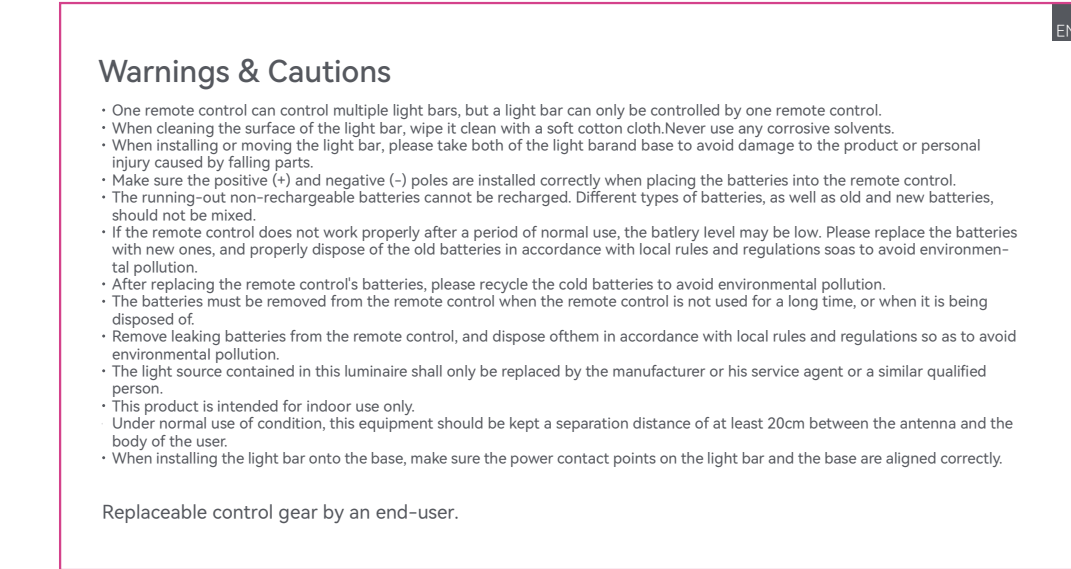 EN
Warnings & Cautions
• One remote control can control multiple light bars, but a light bar can only be controlled by one remote control.
• When cleaning the surface of the light bar, wipe it clean with a soft cotton cloth.Never use any corrosive solvents.
• When installing or moving the light bar, please take both of the light barand base to avoid damage to the product or personal
injury caused by falling parts.
• Make sure the positive (+) and negative (-) poles are installed correctly when placing the batteries into the remote control.
• The running-out non-rechargeable batteries cannot be recharged. Different types of batteries, as well as old and new batteries,
should not be mixed.
• If the remote control does not work properly after a period of normal use, the batlery level may be low. Please replace the batteries
with new ones, and properly dispose of the old batteries in accordance with local rules and regulations soas to avoid environmen-
tal pollution.
• After replacing the remote control's batteries, please recycle the cold batteries to avoid environmental pollution.
• The batteries must be removed from the remote control when the remote control is not used for a long time, or when it is being
disposed of.
• Remove leaking batteries from the remote control, and dispose ofthem in accordance with local rules and regulations so as to avoid
environmental pollution.
• The light source contained in this luminaire shall only be replaced by the manufacturer or his service agent or a similar qualified
person.
• This product is intended for indoor use only.
Under normal use of condition, this equipment should be kept a separation distance of at least 20cm between the antenna and the
body of the user.
• When installing the light bar onto the base, make sure the power contact points on the light bar and the base are aligned correctly.
Replaceable control gear by an end-user.